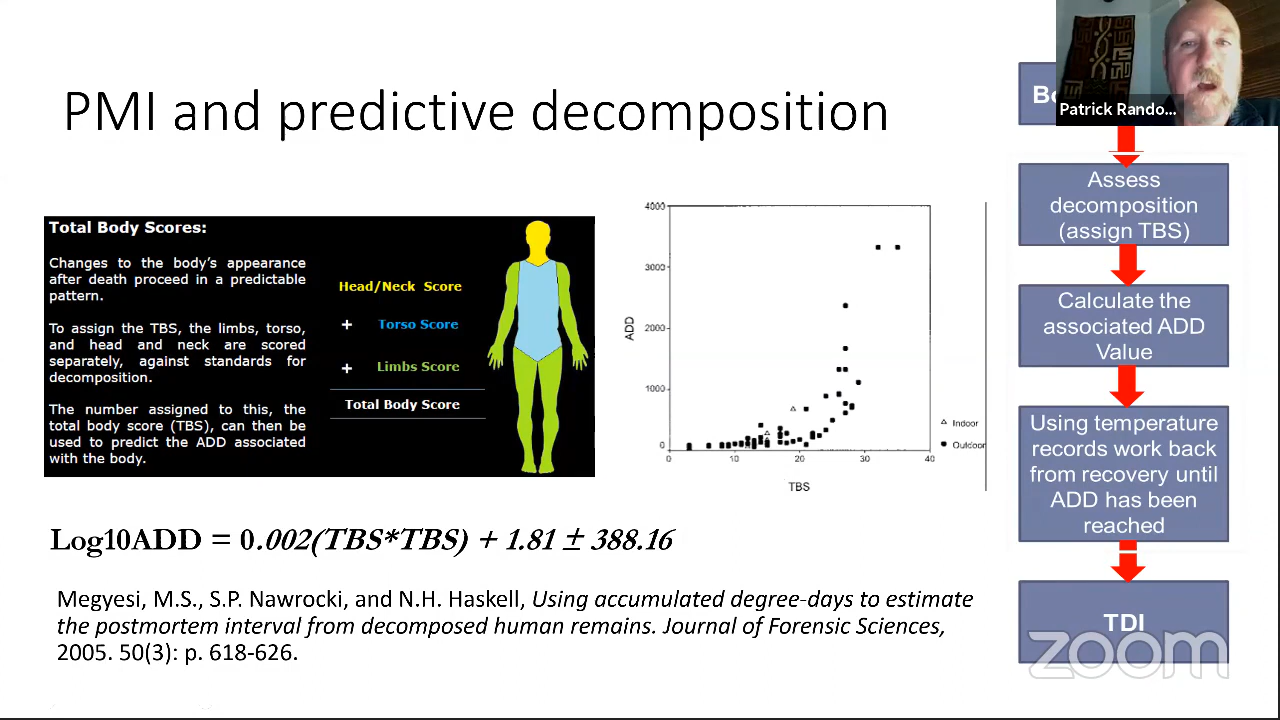 PMI and predictive decomposition
Patrick Rando...
Total Body Scores:
Changes to the body's appearance
after death proceed in a predictable
pattern.
To assign the TBS, the limbs, torso,
and head and neck are scored
separately, against standards for
decomposition.
The number assigned to this, the
total body score (TBS), can then be
used to predict the ADD associated
with the body.
Head/Neck Score
+ Torso Score
+ Limbs Score
Total Body Score
4000
3000
2000
1000
0
ADD
0 10 20 30 40
TBS
Indoor
Outdoor
Log10ADD = 0.002(TBS*TBS) + 1.81 ± 388.16
Megyesi, M.S., S.P. Nawrocki, and N.H. Haskell, Using accumulated degree-days to estimate
the postmortem interval from decomposed human remains. Journal of Forensic Sciences,
2005. 50(3): p. 618-626.
Assess
decomposition
(assign TBS)
Calculate the
associated ADD
Value
Using temperature
records work back
from recovery until
ADD has been
reached
TDI
zoom